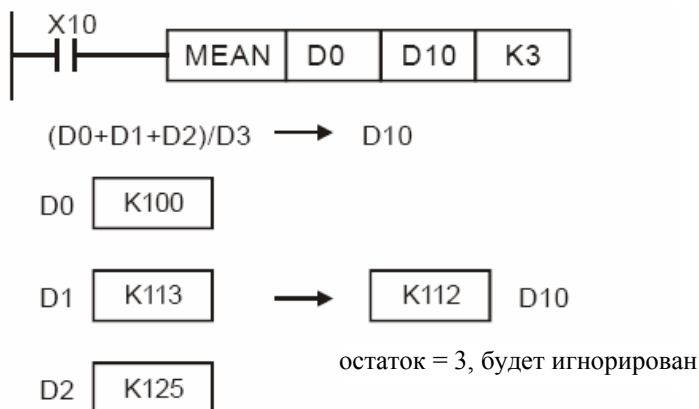 X10
MEAN D0 D10 K3
(D0+D1+D2)/D3 → D10
D0 K100
D1 K113 → K112 D10
остаток = 3, будет игнорирован
D2 K125